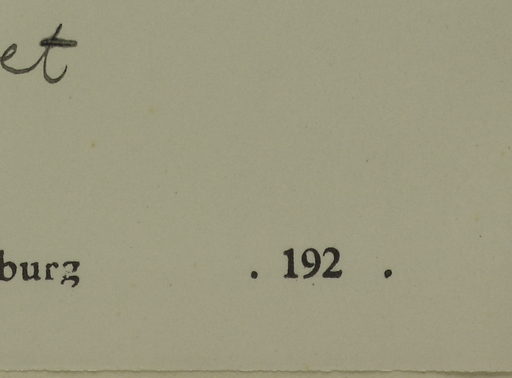 et
burg . 192 .